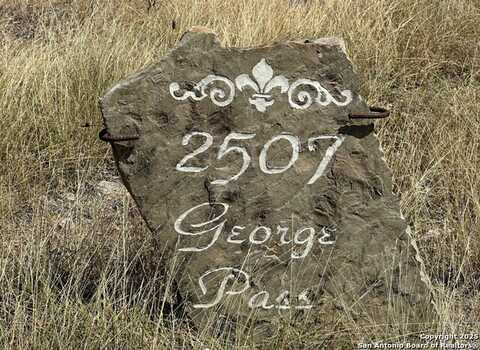 2507
George
Pass
Copyright 2025
San Antonio Board of Realtors®